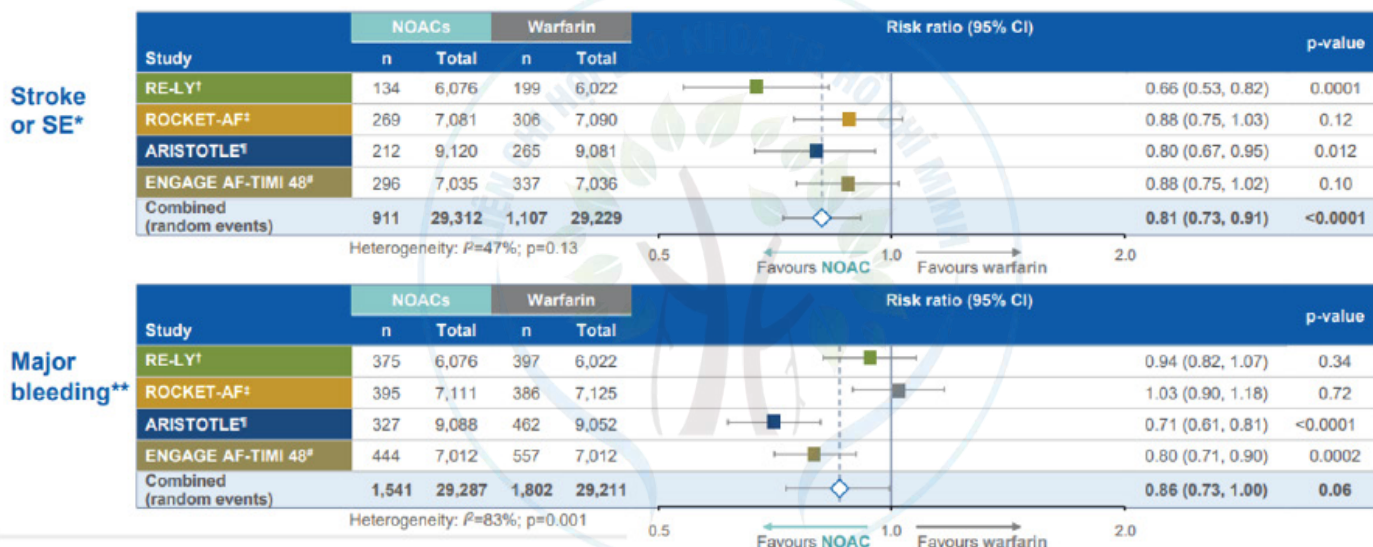 NOACs Warfarin Risk ratio (95% CI) p-value
Study n Total n Total
Stroke or SE*
RE-LY† 134 6,076 199 6,022 0.66 (0.53, 0.82) 0.0001
ROCKET-AF‡ 269 7,081 306 7,090 0.88 (0.75, 1.03) 0.12
ARISTOTLE¶ 212 9,120 265 9,081 0.80 (0.67, 0.95) 0.012
ENGAGE AF-TIMI 48# 296 7,035 337 7,036 0.88 (0.75, 1.02) 0.10
Combined (random events) 911 29,312 1,107 29,229 0.81 (0.73, 0.91) <0.0001
Heterogeneity: I²=47%; p=0.13
0.5 1.0 2.0
Favours NOAC Favours warfarin
NOACs Warfarin Risk ratio (95% CI) p-value
Study n Total n Total
Major bleeding**
RE-LY† 375 6,076 397 6,022 0.94 (0.82, 1.07) 0.34
ROCKET-AF‡ 395 7,111 386 7,125 1.03 (0.90, 1.18) 0.72
ARISTOTLE¶ 327 9,088 462 9,052 0.71 (0.61, 0.81) <0.0001
ENGAGE AF-TIMI 48# 444 7,012 557 7,012 0.80 (0.71, 0.90) 0.0002
Combined (random events) 1,541 29,287 1,802 29,211 0.86 (0.73, 1.00) 0.06
Heterogeneity: I²=83%; p=0.001
0.5 1.0 2.0
Favours NOAC Favours warfarin